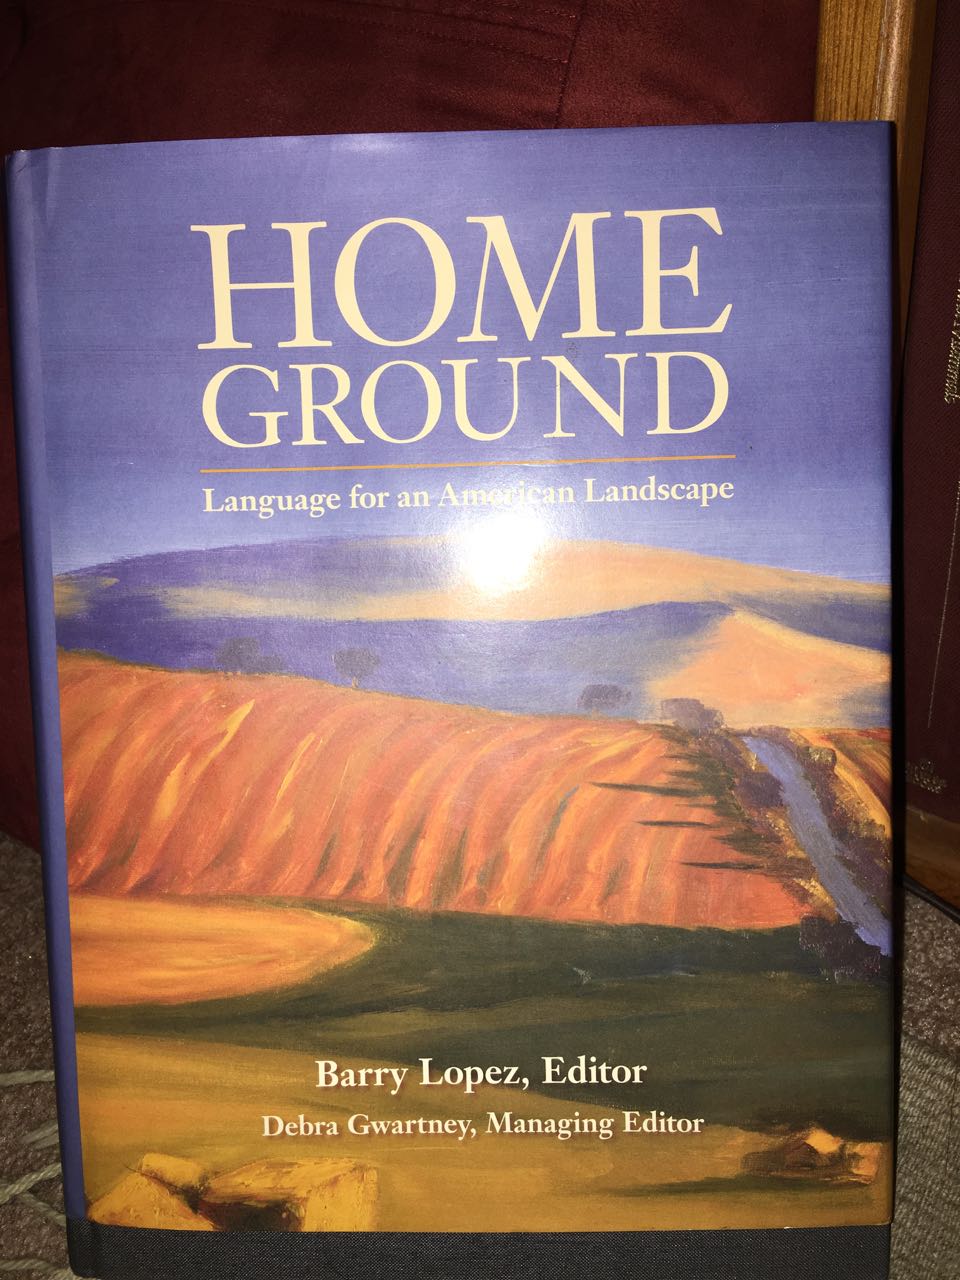 HOME
GROUND
Language for an American Landscape
Barry Lopez, Editor
Debra Gwartney, Managing Editor